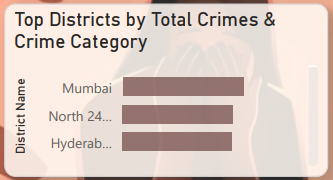 Top Districts by Total Crimes &
Crime Category
District Name
Mumbai
North 24...
Hyderab...